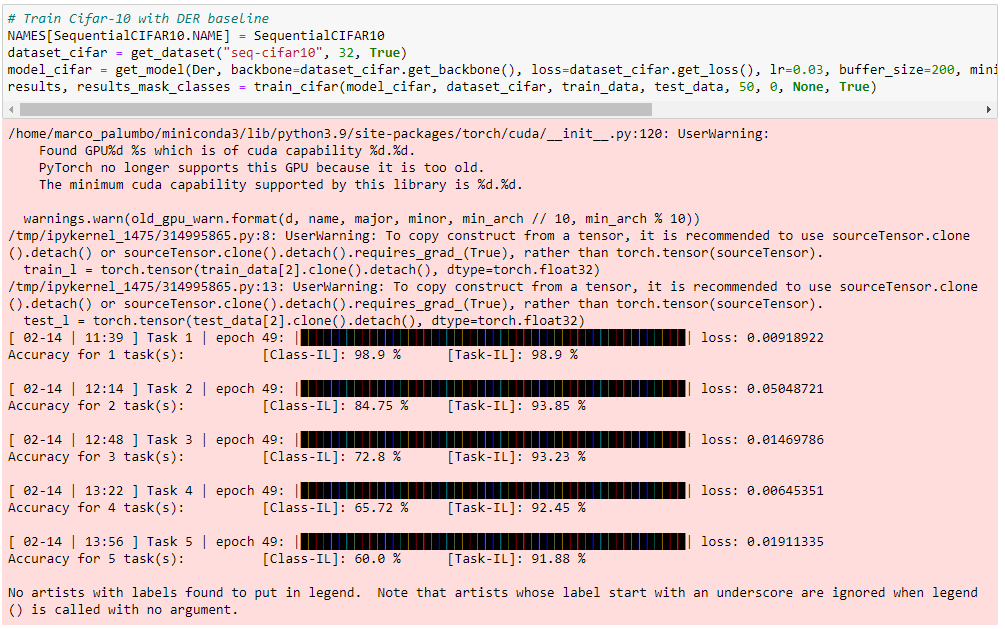 # Train Cifar-10 with DER baseline
NAMES[SequentialCIFAR10.NAME] = SequentialCIFAR10
dataset_cifar = get_dataset("seq-cifar10", 32, True)
model_cifar = get_model(Der, backbone=dataset_cifar.get_backbone(), loss=dataset_cifar.get_loss(), lr=0.03, buffer_size=200, mini
results, results_mask_classes = train_cifar(model_cifar, dataset_cifar, train_data, test_data, 50, 0, None, True)
/home/marco_palumbo/miniconda3/lib/python3.9/site-packages/torch/cuda/__init__.py:120: UserWarning:
    Found GPU%d %s which is of cuda capability %d.%d.
    PyTorch no longer supports this GPU because it is too old.
    The minimum cuda capability supported by this library is %d.%d.
  warnings.warn(old_gpu_warn.format(d, name, major, minor, min_arch // 10, min_arch % 10))
/tmp/ipykernel_1475/314995865.py:8: UserWarning: To copy construct from a tensor, it is recommended to use sourceTensor.clone
().detach() or sourceTensor.clone().detach().requires_grad_(True), rather than torch.tensor(sourceTensor).
  train_l = torch.tensor(train_data[2].clone().detach(), dtype=torch.float32)
/tmp/ipykernel_1475/314995865.py:13: UserWarning: To copy construct from a tensor, it is recommended to use sourceTensor.clone
().detach() or sourceTensor.clone().detach().requires_grad_(True), rather than torch.tensor(sourceTensor).
  test_l = torch.tensor(test_data[2].clone().detach(), dtype=torch.float32)
[ 02-14 | 11:39 ] Task 1 | epoch 49: | | loss: 0.00918922
Accuracy for 1 task(s): [Class-IL]: 98.9 % [Task-IL]: 98.9 %
[ 02-14 | 12:14 ] Task 2 | epoch 49: | | loss: 0.05048721
Accuracy for 2 task(s): [Class-IL]: 84.75 % [Task-IL]: 93.85 %
[ 02-14 | 12:48 ] Task 3 | epoch 49: | | loss: 0.01469786
Accuracy for 3 task(s): [Class-IL]: 72.8 % [Task-IL]: 93.23 %
[ 02-14 | 13:22 ] Task 4 | epoch 49: | | loss: 0.00645351
Accuracy for 4 task(s): [Class-IL]: 65.72 % [Task-IL]: 92.45 %
[ 02-14 | 13:56 ] Task 5 | epoch 49: | | loss: 0.01911335
Accuracy for 5 task(s): [Class-IL]: 60.0 % [Task-IL]: 91.88 %
No artists with labels found to put in legend.  Note that artists whose label start with an underscore are ignored when legend
() is called with no argument.